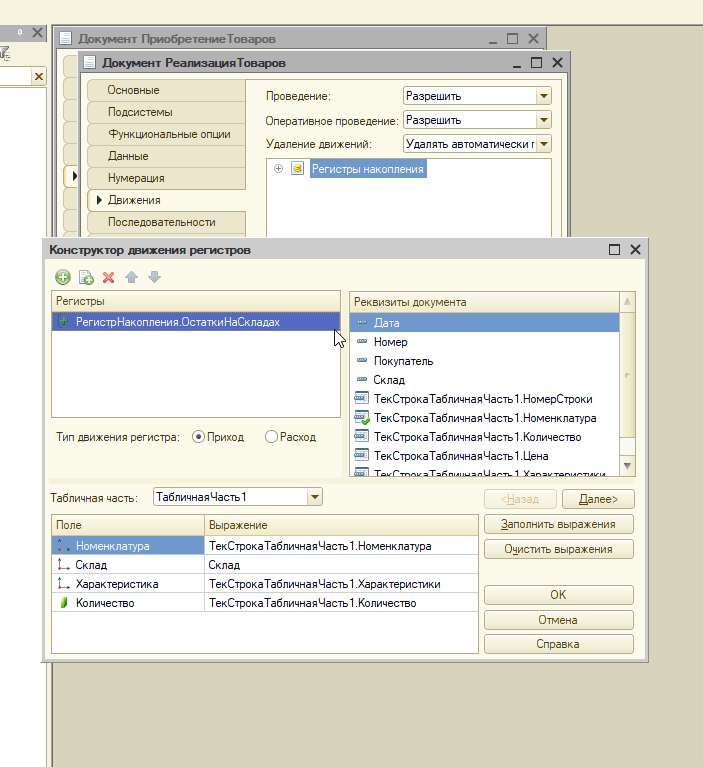 Документ ПриобретениеТоваров
Документ РеализацияТоваров
Основные
Подсистемы
Функциональные опции
Данные
Нумерация
Движения
Последовательности
Проведение: Разрешить
Оперативное проведение: Разрешить
Удаление движений: Удалять автоматически
Регистры накопления
Конструктор движения регистров
Регистры
РегистрНакопления.ОстаткиНаСкладах
Реквизиты документа
Дата
Номер
Покупатель
Склад
ТекСтрокаТабличнаяЧасть1.НомерСтроки
ТекСтрокаТабличнаяЧасть1.Номенклатура
ТекСтрокаТабличнаяЧасть1.Количество
ТекСтрокаТабличнаяЧасть1.Цена
ТекСтрокаТабличнаяЧасть1.Характеристики
Тип движения регистра: Приход Расход
Табличная часть: ТабличнаяЧасть1
<Назад Далее>
Поле Выражение
Номенклатура ТекСтрокаТабличнаяЧасть1.Номенклатура
Склад Склад
Характеристика ТекСтрокаТабличнаяЧасть1.Характеристики
Количество ТекСтрокаТабличнаяЧасть1.Количество
Заполнить выражения
Очистить выражения
ОК
Отмена
Справка